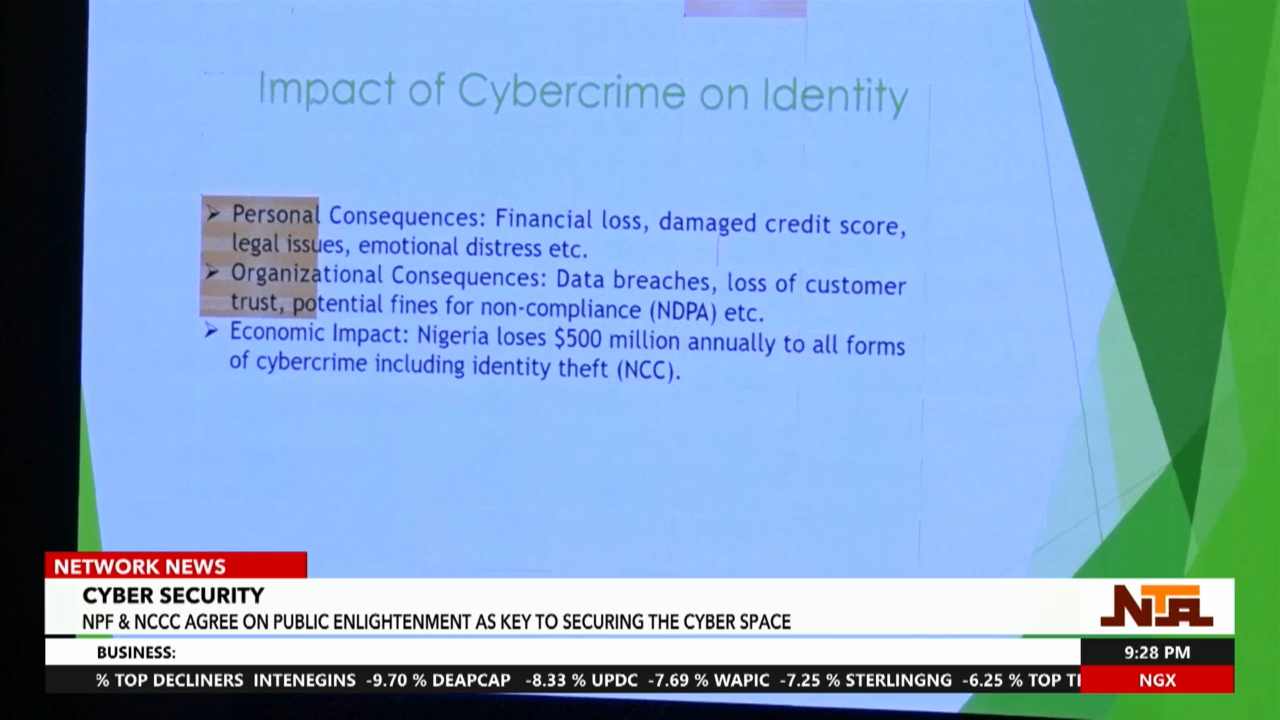 Impact of Cybercrime on Identity
➤ Personal Consequences: Financial loss, damaged credit score,
legal issues, emotional distress etc.
➤ Organizational Consequences: Data breaches, loss of customer
trust, potential fines for non-compliance (NDPA) etc.
➤ Economic Impact: Nigeria loses $500 million annually to all forms
of cybercrime including identity theft (NCC).
NETWORK NEWS
CYBER SECURITY
NPF & NCCC AGREE ON PUBLIC ENLIGHTENMENT AS KEY TO SECURING THE CYBER SPACE
NTA
BUSINESS:
9:28 PM
% TOP DECLINERS INTENEGINS -9.70 % DEAPCAP -8.33 % UPDC -7.69 % WAPIC -7.25 % STERLINGNG -6.25 % TOP
NGX